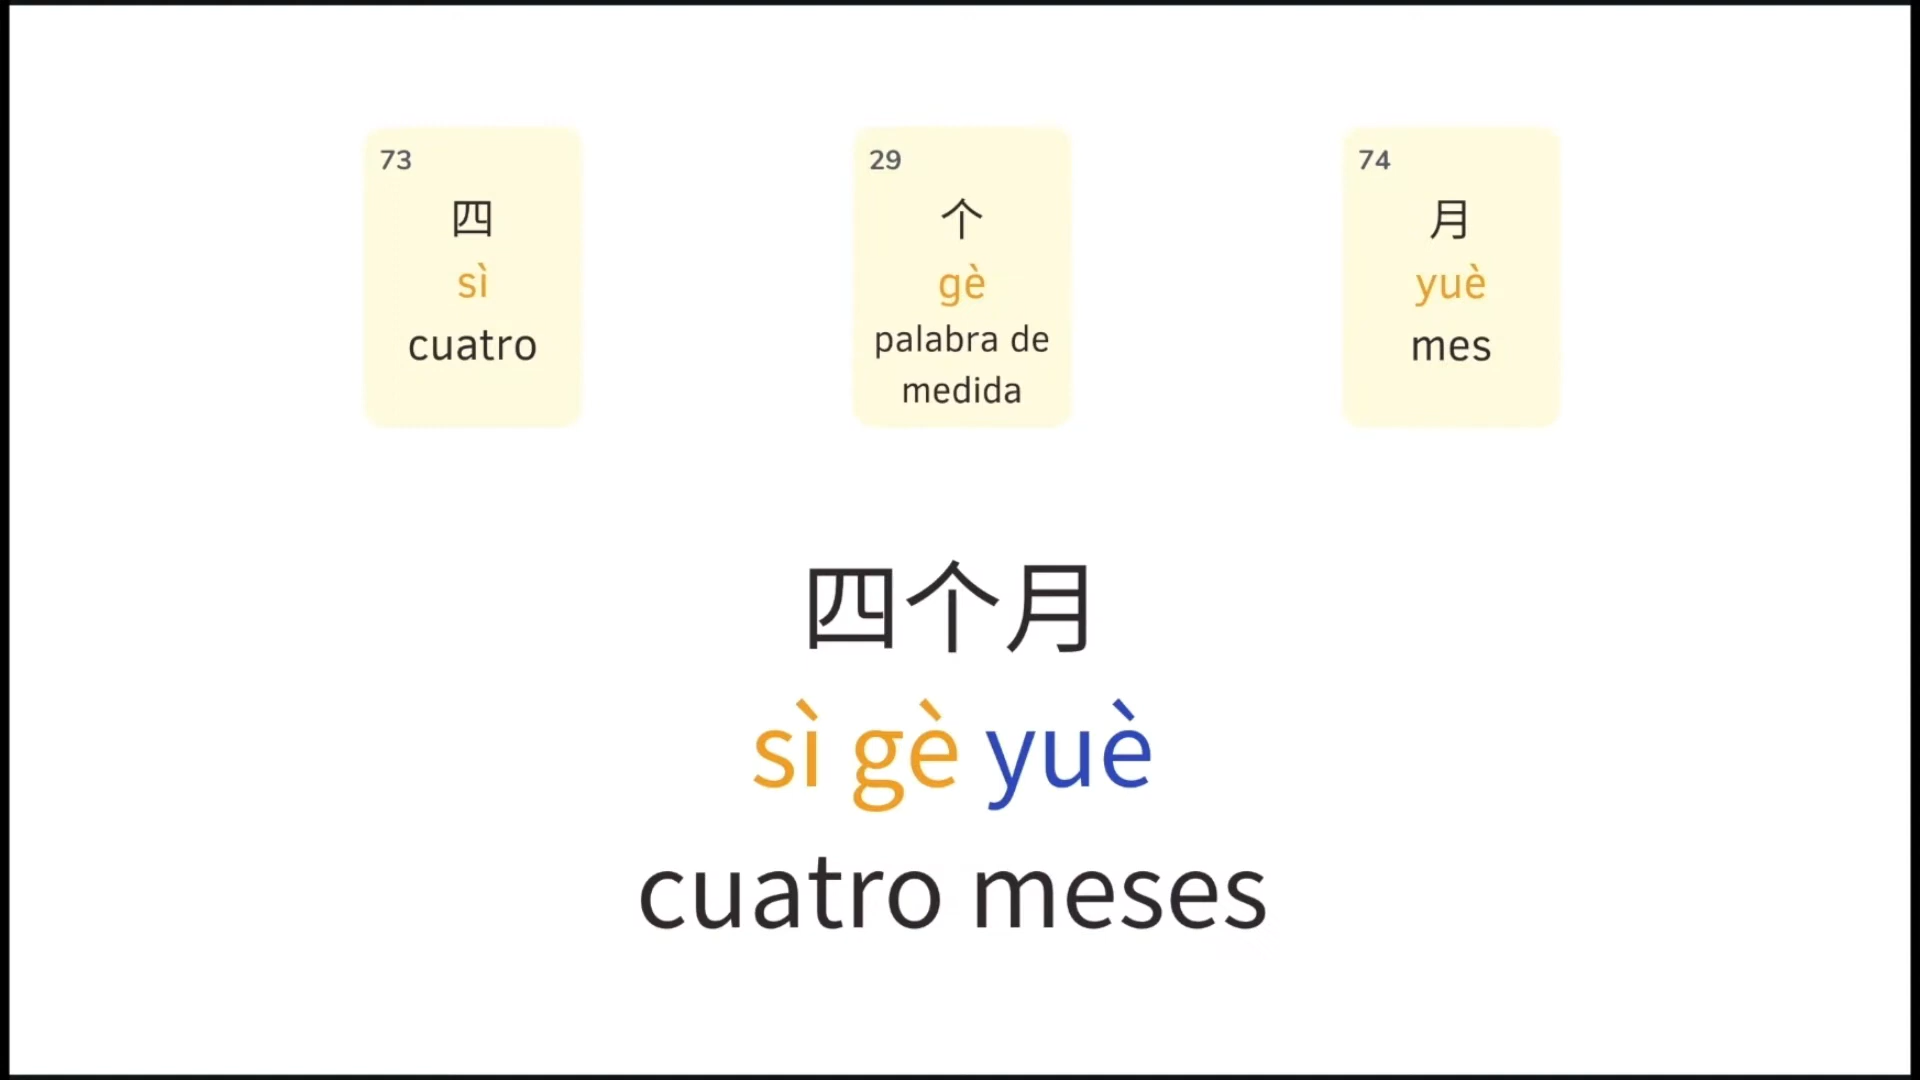 73
四
sì
cuatro
29
个
gè
palabra de
medida
74
月
yuè
mes
四个月
sì gè yuè
cuatro meses